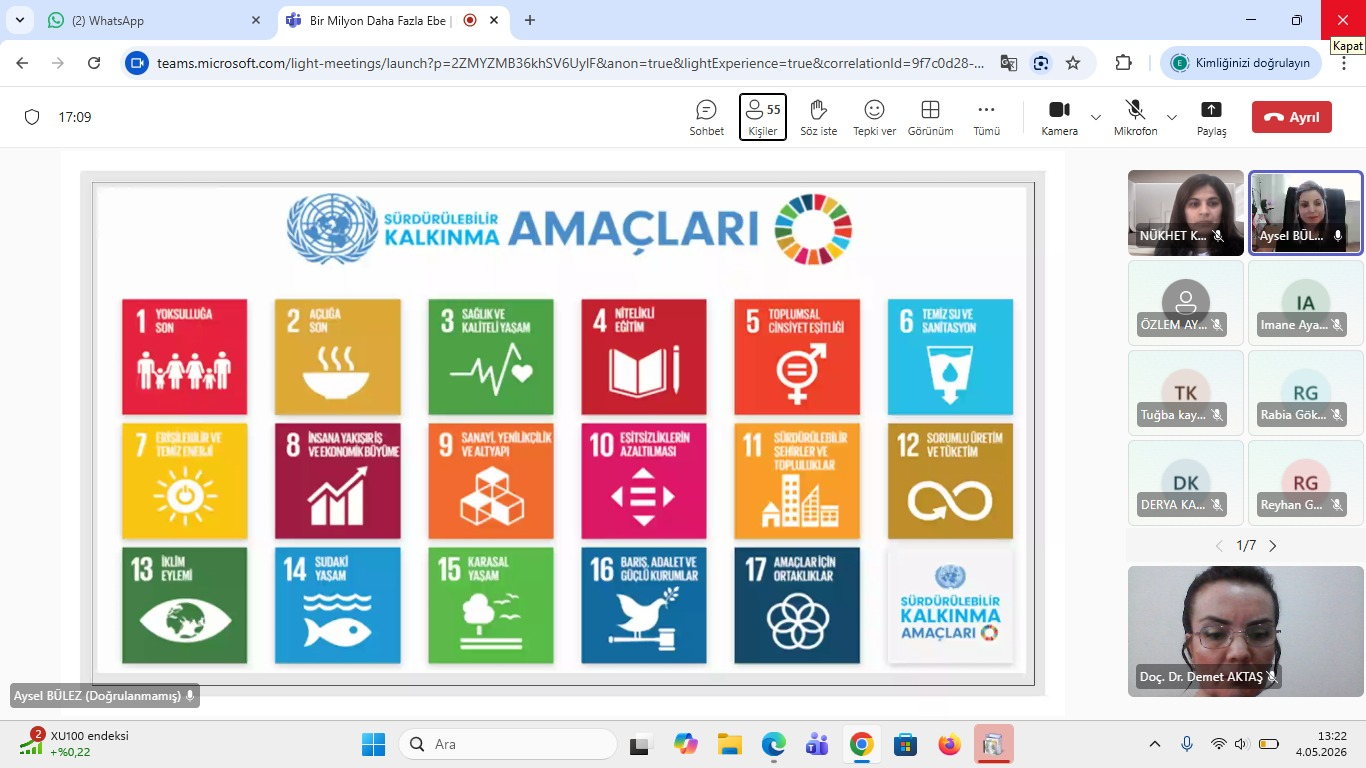 (2) WhatsApp
Bir Milyon Daha Fazla Ebe |
Kapat
teams.microsoft.com/light-meetings/launch?p=2ZMYZMB36khSV6UylF&anon=true&lightExperience=true&correlationId=9f7c0d28-...
E
Kimliğinizi doğrulayın
17:09
55
Sohbet
Kişiler
Söz iste
Tepki ver
Görünüm
Tümü
Kamera
Mikrofon
Paylaş
Ayrıl
SÜRDÜRÜLEBİLİR
KALKINMA
AMAÇLARI
1 YOKSULLUĞA
SON
2 AÇLIĞA
SON
3 SAĞLIK VE
KALİTELİ YAŞAM
4 NİTELİKLİ
EĞİTİM
5 TOPLUMSAL
CİNSİYET EŞİTLİĞİ
6 TEMİZ SU VE
SANİTASYON
7 ERİŞİLEBİLİR VE
TEMİZ ENERJİ
8 İNSANA YAKIŞIR İŞ
VE EKONOMİK BÜYÜME
9 SANAYİ, YENİLİKÇİLİK
VE ALTYAPI
10 EŞİTSİZLİKLERİN
AZALTILMASI
11 SÜRDÜRÜLEBİLİR
ŞEHİRLER VE
TOPLULUKLAR
12 SORUMLU ÜRETİM
VE TÜKETİM
13 İKLİM
EYLEMİ
14 SUDAKİ
YAŞAM
15 KARASAL
YAŞAM
16 BARIŞ, ADALET VE
GÜÇLÜ KURUMLAR
17 AMAÇLAR İÇİN
ORTAKLIKLAR
SÜRDÜRÜLEBİLİR
KALKINMA
AMAÇLARI
Aysel BÜLEZ (Doğrulanmamış)
NÜKHET K...
Aysel BÜL...
ÖZLEM AY...
IA
Imane Aya...
TK
Tuğba kay...
RG
Rabia Gök...
DK
DERYA KA...
RG
Reyhan G...
1/7
Doç. Dr. Demet AKTAŞ
2
XU100 endeksi
+%0,22
Ara
13:22
4.05.2026